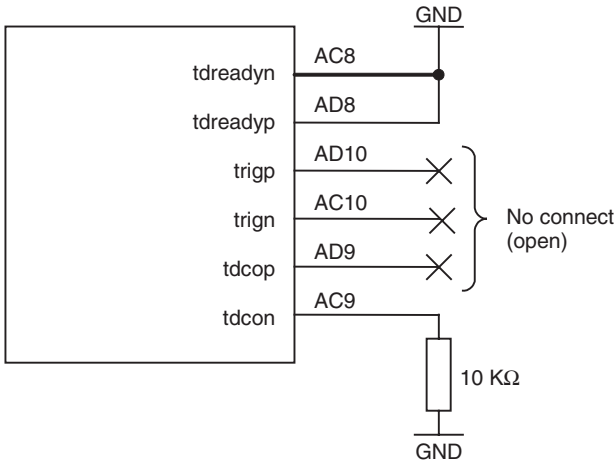 GND
tdreadyn AC8
tdreadyp AD8
trigp AD10
trign AC10
tdcop AD9
tdcon AC9
No connect
(open)
10 KΩ
GND